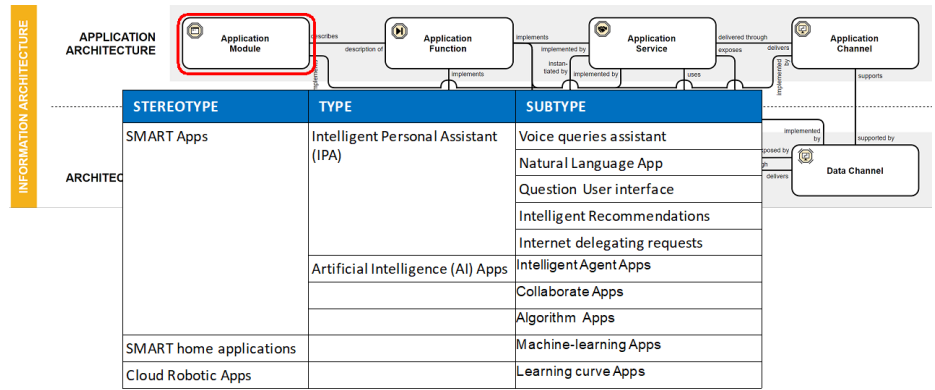 INFORMATION ARCHITECTURE
APPLICATION
ARCHITECTURE
Application
Module
describes
description of
Application
Function
implements
implemented by
Application
Service
delivered through
exposes
delivers
Application
Channel
implements
instan-
tiated by
implemented by
implements
uses
implemented
by
supports
STEREOTYPE
TYPE
SUBTYPE
SMART Apps
Intelligent Personal Assistant
(IPA)
Voice queries assistant
Natural Language App
Question User interface
Intelligent Recommendations
Internet delegating requests
Artificial Intelligence (AI) Apps
Intelligent Agent Apps
Collaborate Apps
Algorithm Apps
SMART home applications
Machine-learning Apps
Cloud Robotic Apps
Learning curve Apps
implemented
by
supported by
delivers
Data Channel